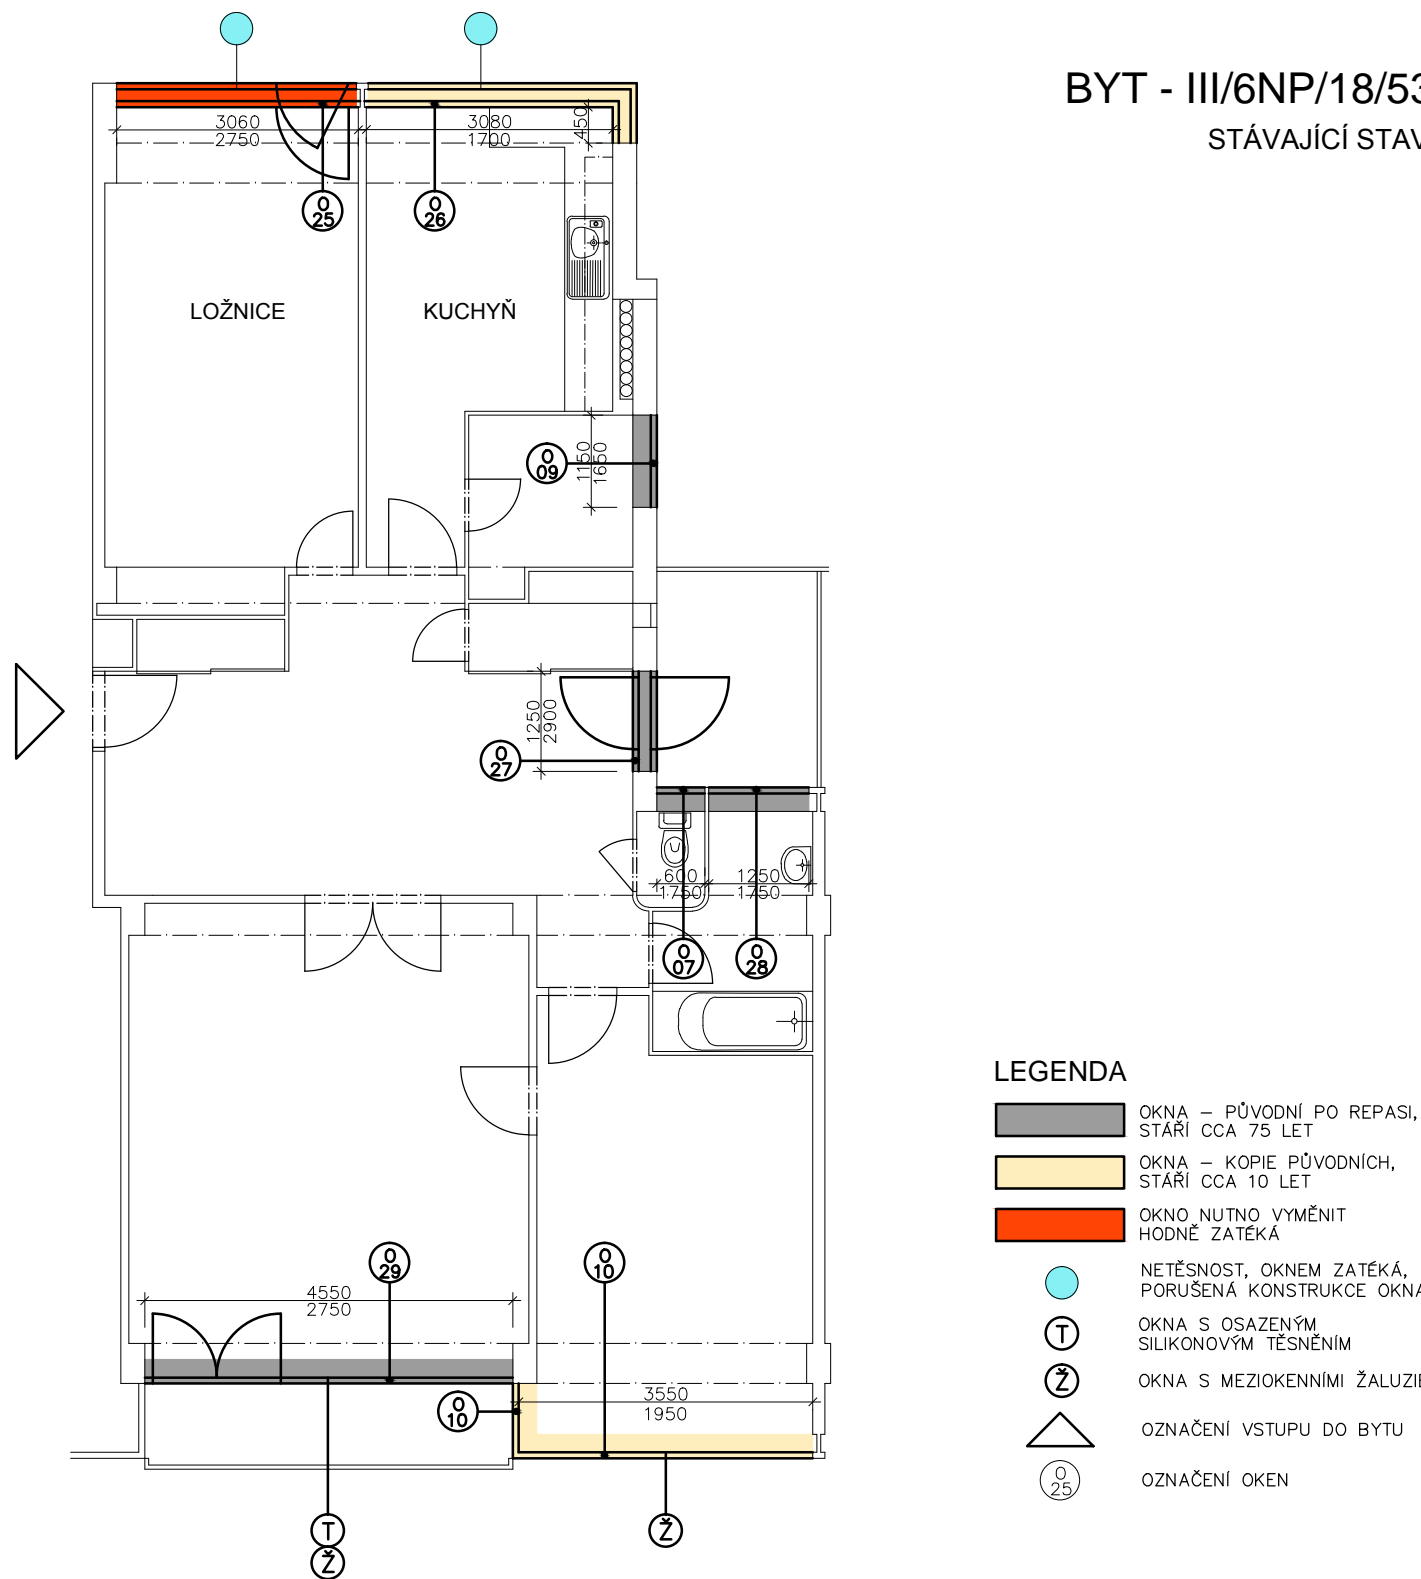 BYT - III/6NP/18/53
STÁVAJÍCÍ STAV
3060
2750
3080
1700
450
O
25
O
26
LOŽNICE
KUCHYŇ
O
09
1150
1650
1250
2900
O
27
600
1750
1250
1750
O
07
O
28
O
29
O
10
4550
2750
O
10
3550
1950
T
Ž
Ž
LEGENDA
OKNA – PŮVODNÍ PO REPASI,
STÁŘÍ CCA 75 LET
OKNA – KOPIE PŮVODNÍCH,
STÁŘÍ CCA 10 LET
OKNO NUTNO VYMĚNIT
HODNĚ ZATÉKÁ
NETĚSNOST, OKNEM ZATÉKÁ,
PORUŠENÁ KONSTRUKCE OKNA
T
OKNA S OSAZENÝM
SILIKONOVÝM TĚSNĚNÍM
Ž
OKNA S MEZIOKENNÍMI
OZNAČENÍ VSTUPU DO BYTU
O
25
OZNAČENÍ OKEN